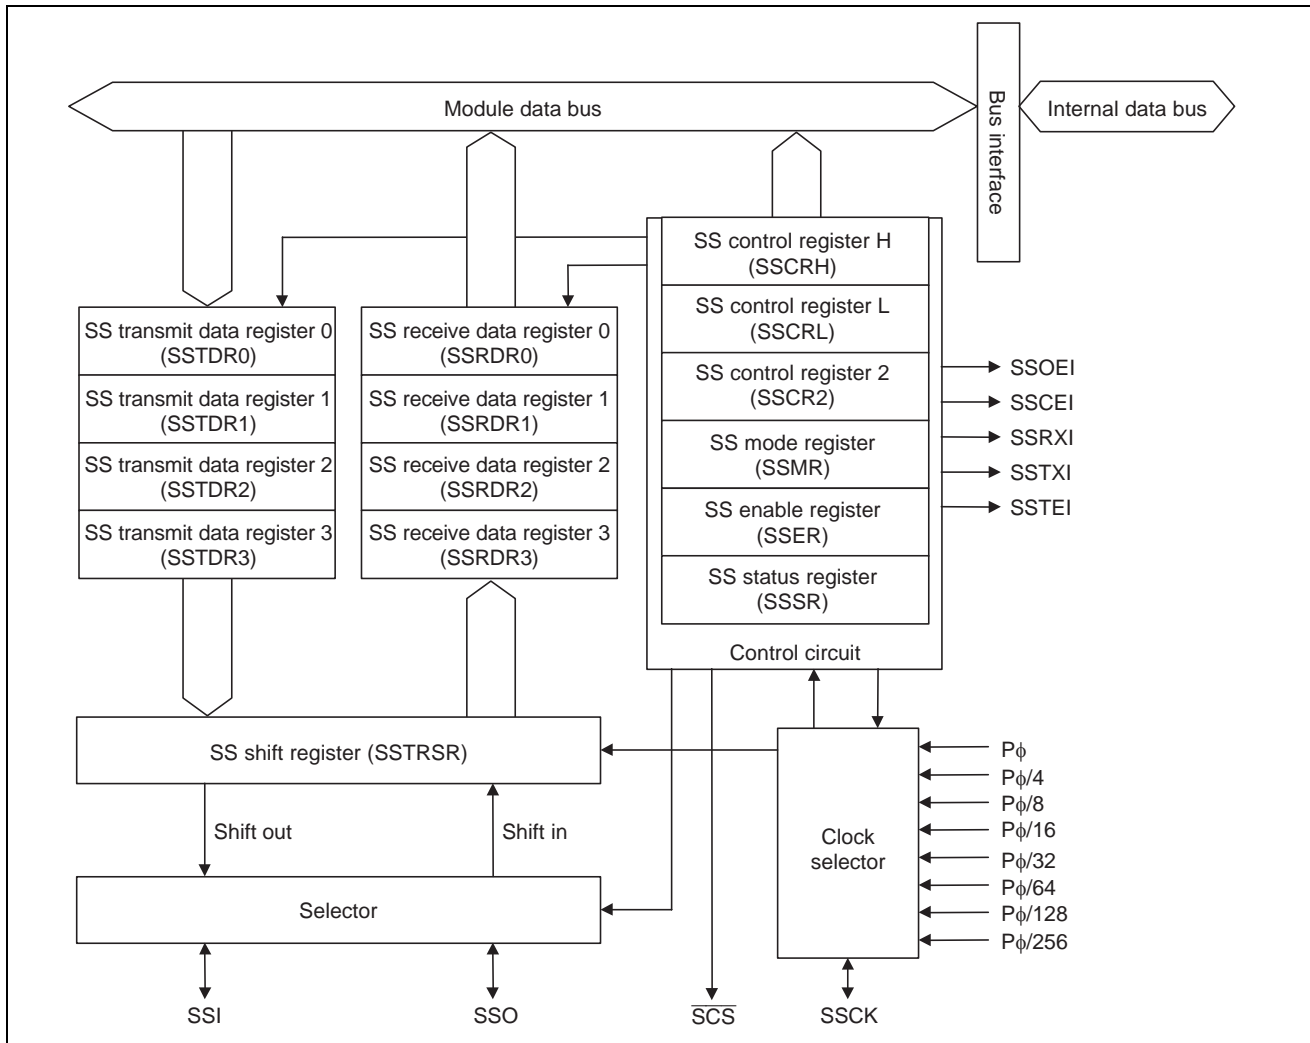 Module data bus
Bus interface
Internal data bus
SS control register H
(SSCRH)
SS control register L
(SSCRL)
SS control register 2
(SSCR2)
SS mode register
(SSMR)
SS enable register
(SSER)
SS status register
(SSSR)
Control circuit
SS transmit data register 0
(SSTDR0)
SS transmit data register 1
(SSTDR1)
SS transmit data register 2
(SSTDR2)
SS transmit data register 3
(SSTDR3)
SS receive data register 0
(SSRDR0)
SS receive data register 1
(SSRDR1)
SS receive data register 2
(SSRDR2)
SS receive data register 3
(SSRDR3)
SSOEI
SSCEI
SSRXI
SSTXI
SSTEI
SS shift register (SSTRSR)
Shift out
Shift in
Selector
Clock
selector
Pϕ
Pϕ/4
Pϕ/8
Pϕ/16
Pϕ/32
Pϕ/64
Pϕ/128
Pϕ/256
SSI
SSO
S̅C̅S̅
SSCK